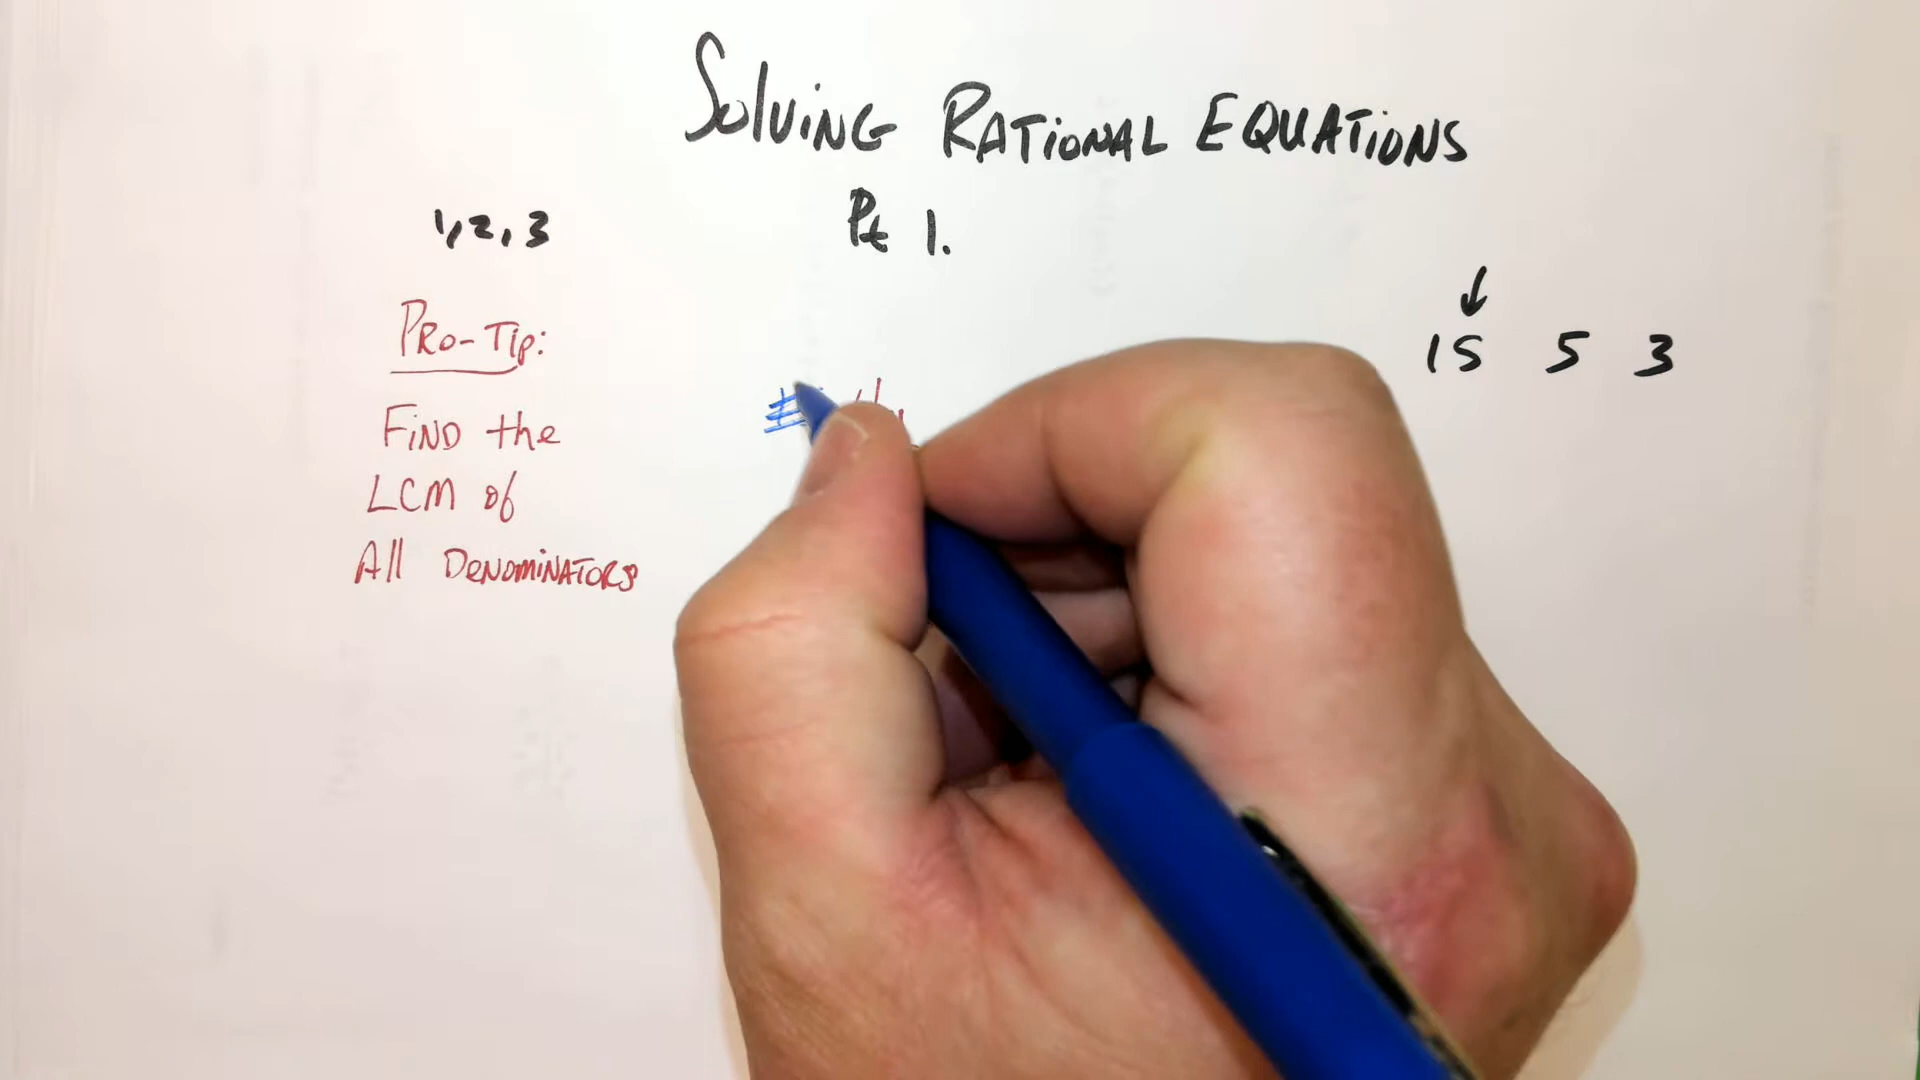 Solving Rational Equations
Pt 1.
1, 2, 3
15 5 3
Pro-Tip:
Find the
LCM of
All Denominators